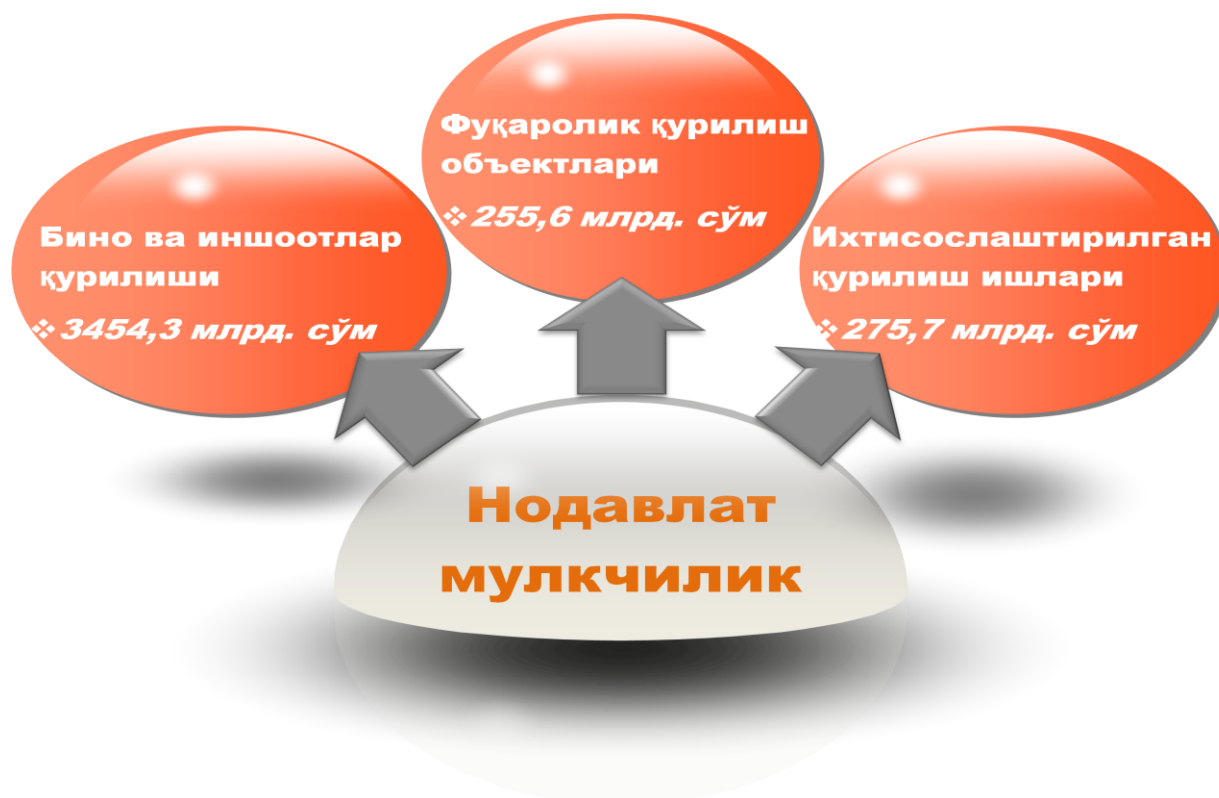 Фуқаролик қурилиш
объектлари
❖ 255,6 млрд. сўм
Бино ва иншоотлар
қурилиши
❖ 3454,3 млрд. сўм
Ихтисослаштирилган
қурилиш ишлари
❖ 275,7 млрд. сўм
Нодавлат
мулкчилик